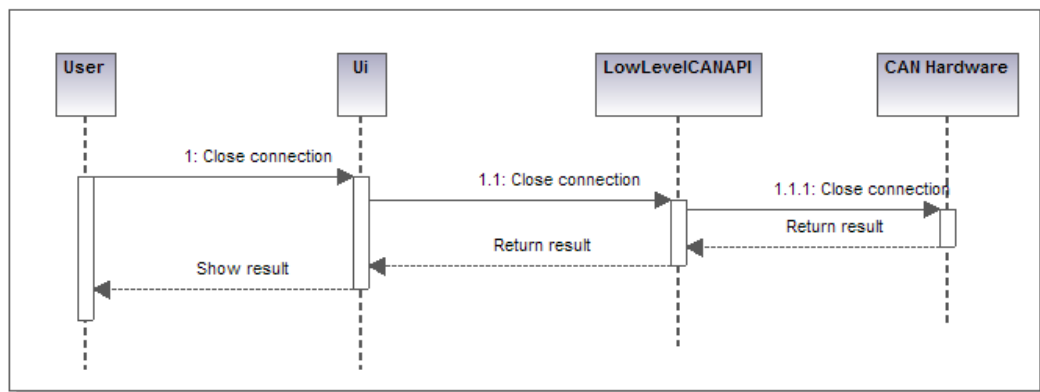 User
Ui
LowLevelCANAPI
CAN Hardware
1: Close connection
1.1: Close connection
1.1.1: Close connection
Return result
Return result
Show result